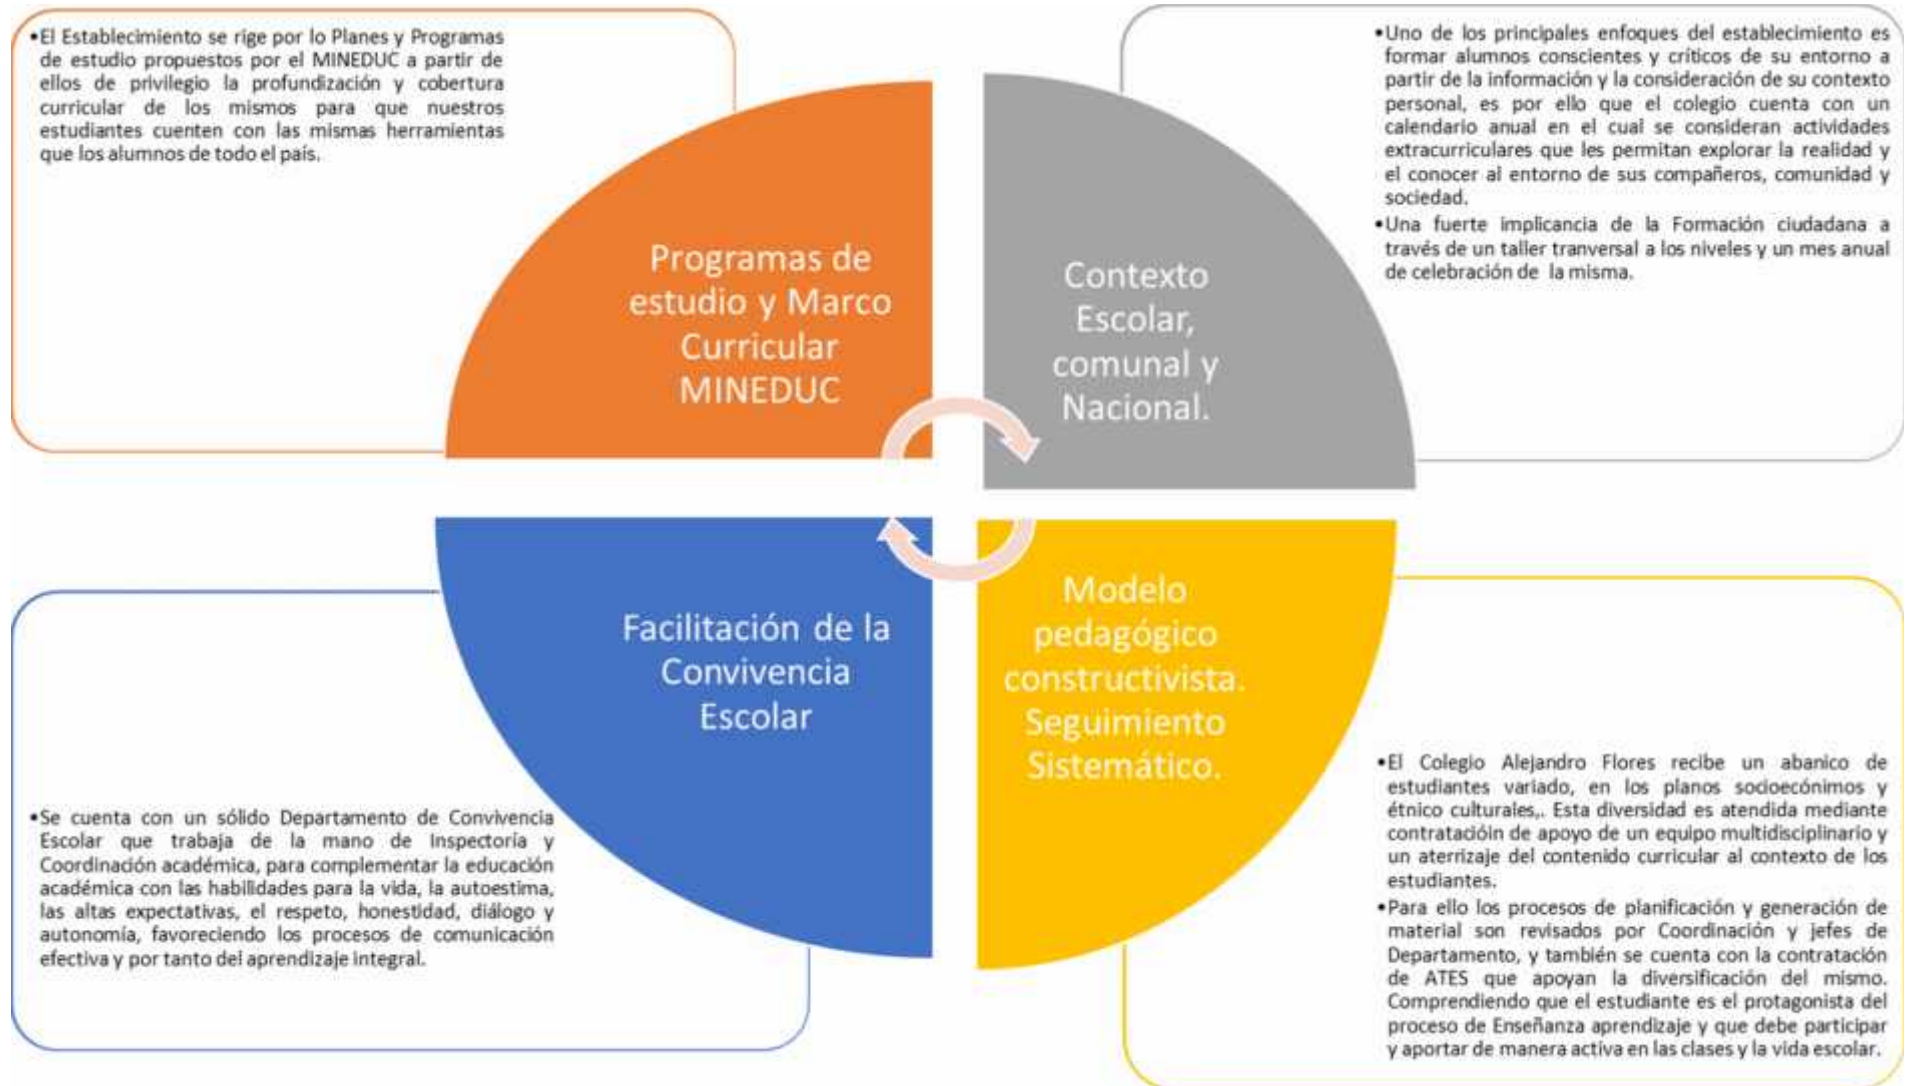 •El Establecimiento se rige por lo Planes y Programas
de estudio propuestos por el MINEDUC a partir de
ellos de privilegio la profundización y cobertura
curricular de los mismos para que nuestros
estudiantes cuenten con las mismas herramientas
que los alumnos de todo el país.
Programas de
estudio y Marco
Curricular
MINEDUC
•Uno de los principales enfoques del establecimiento es
formar alumnos conscientes y críticos de su entorno a
partir de la información y la consideración de su contexto
personal, es por ello que el colegio cuenta con un
calendario anual en el cual se consideran actividades
extracurriculares que les permitan explorar la realidad y
el conocer al entorno de sus compañeros, comunidad y
sociedad.
•Una fuerte implicancia de la Formación ciudadana a
través de un taller tranversal a los niveles y un mes anual
de celebración de la misma.
Contexto
Escolar,
comunal y
Nacional.
Facilitación de la
Convivencia
Escolar
•Se cuenta con un sólido Departamento de Convivencia
Escolar que trabaja de la mano de Inspectoría y
Coordinación académica, para complementar la educación
académica con las habilidades para la vida, la autoestima,
las altas expectativas, el respeto, honestidad, diálogo y
autonomía, favoreciendo los procesos de comunicación
efectiva y por tanto del aprendizaje integral.
Modelo
pedagógico
constructivista.
Seguimiento
Sistemático.
•El Colegio Alejandro Flores recibe un abanico de
estudiantes variado, en los planos socioecónimos y
étnico culturales,. Esta diversidad es atendida mediante
contratacióin de apoyo de un equipo multidisciplinario y
un aterrizaje del contenido curricular al contexto de los
estudiantes.
•Para ello los procesos de planificación y generación de
material son revisados por Coordinación y jefes de
Departamento, y también se cuenta con la contratación
de ATES que apoyan la diversificación del mismo.
Comprendiendo que el estudiante es el protagonista del
proceso de Enseñanza aprendizaje y que debe participar
y aportar de manera activa en las clases y la vida escolar.